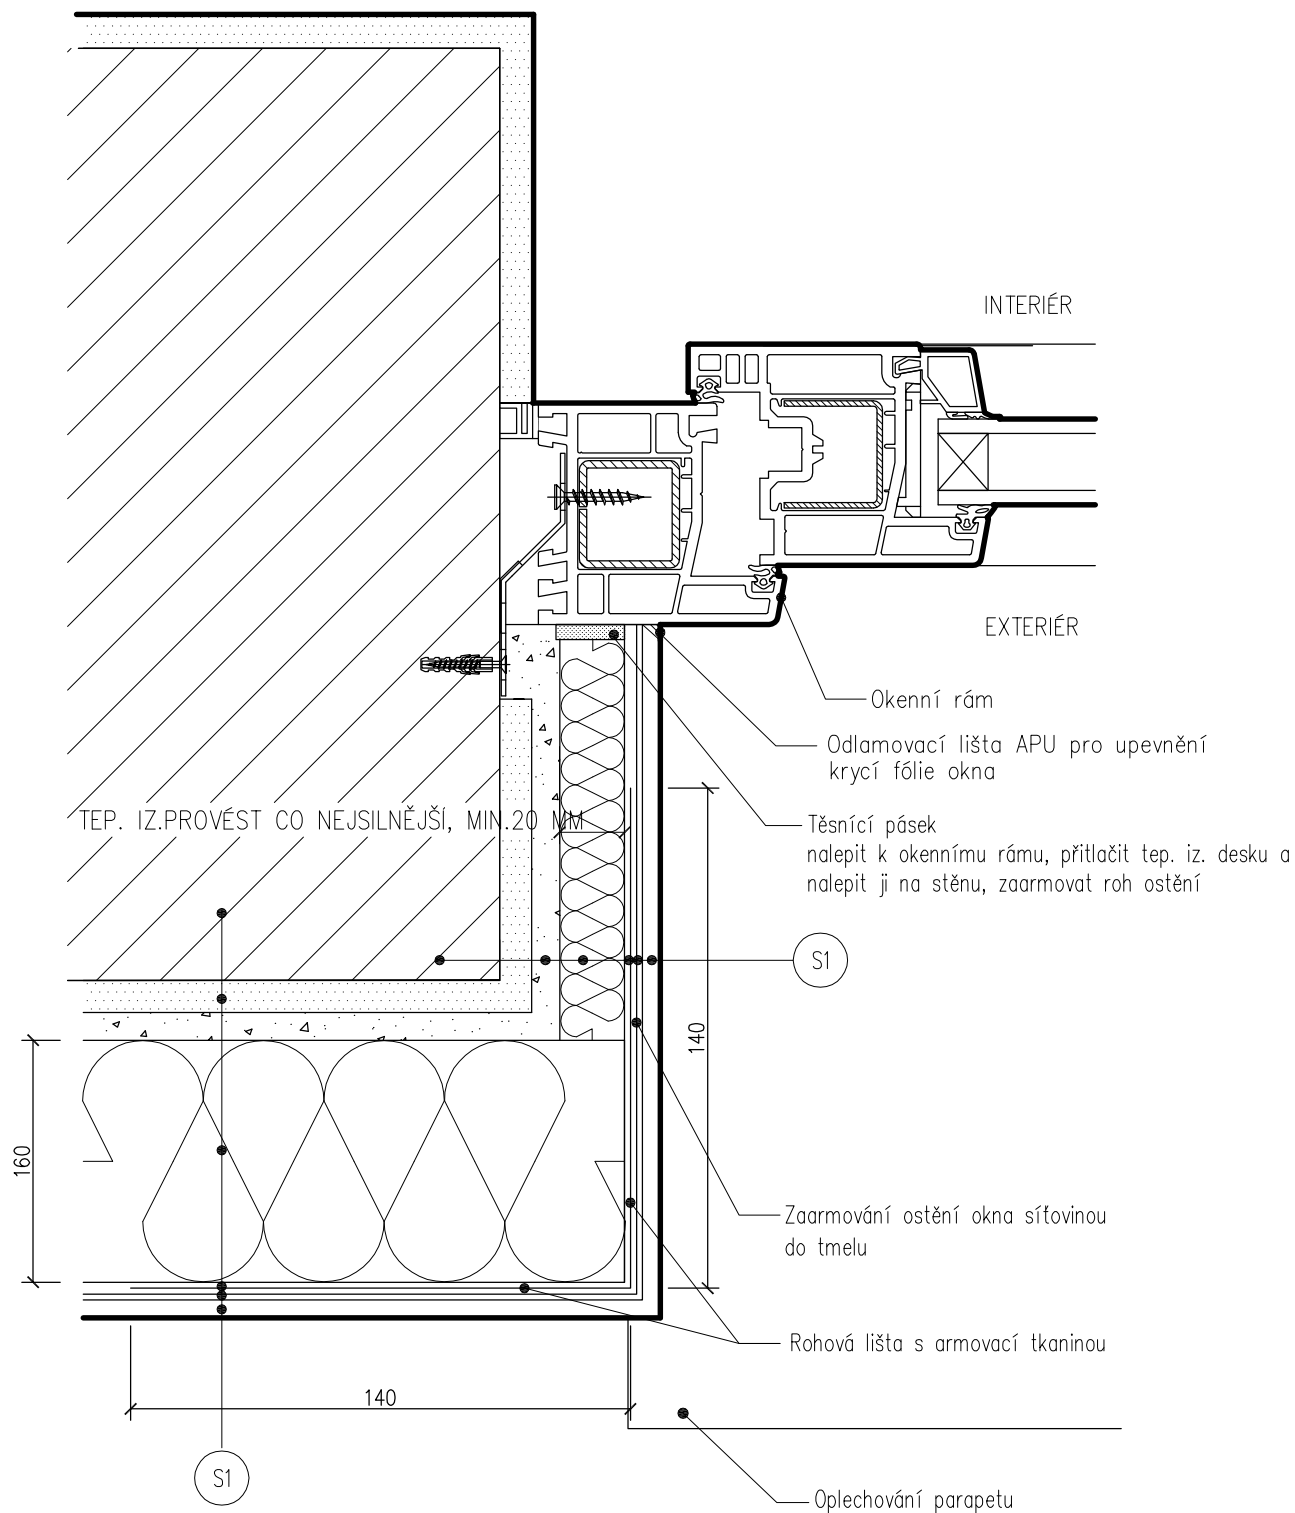 INTERIÉR
EXTERIÉR
Okenní rám
Odlamovací lišta APU pro upevnění
krycí fólie okna
TEP. IZ.PROVÉST CO NEJSILNĚJŠÍ, MIN.20 MM
Těsnící pásek
nalepit k okennímu rámu, přitlačit tep. iz. desku a
nalepit ji na stěnu, zaarmovat roh ostění
S1
140
160
Zaarmování ostění okna síťovinou
do tmelu
Rohová lišta s armovací tkaninou
140
S1
Oplechování parapetu